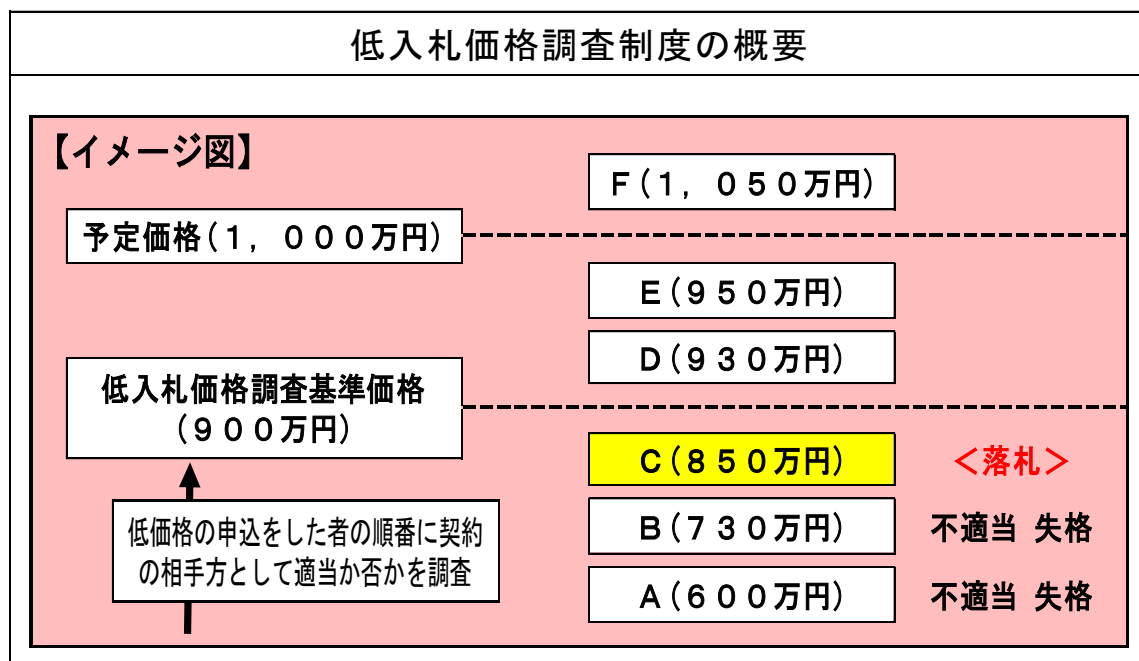 低入札価格調査制度の概要
【イメージ図】
F(1,050万円)
予定価格(1,000万円)
E(950万円)
D(930万円)
低入札価格調査基準価格
(900万円)
C(850万円)
<落札>
低価格の申込をした者の順番に契約
の相手方として適当か否かを調査
B(730万円)
不適当 失格
A(600万円)
不適当 失格